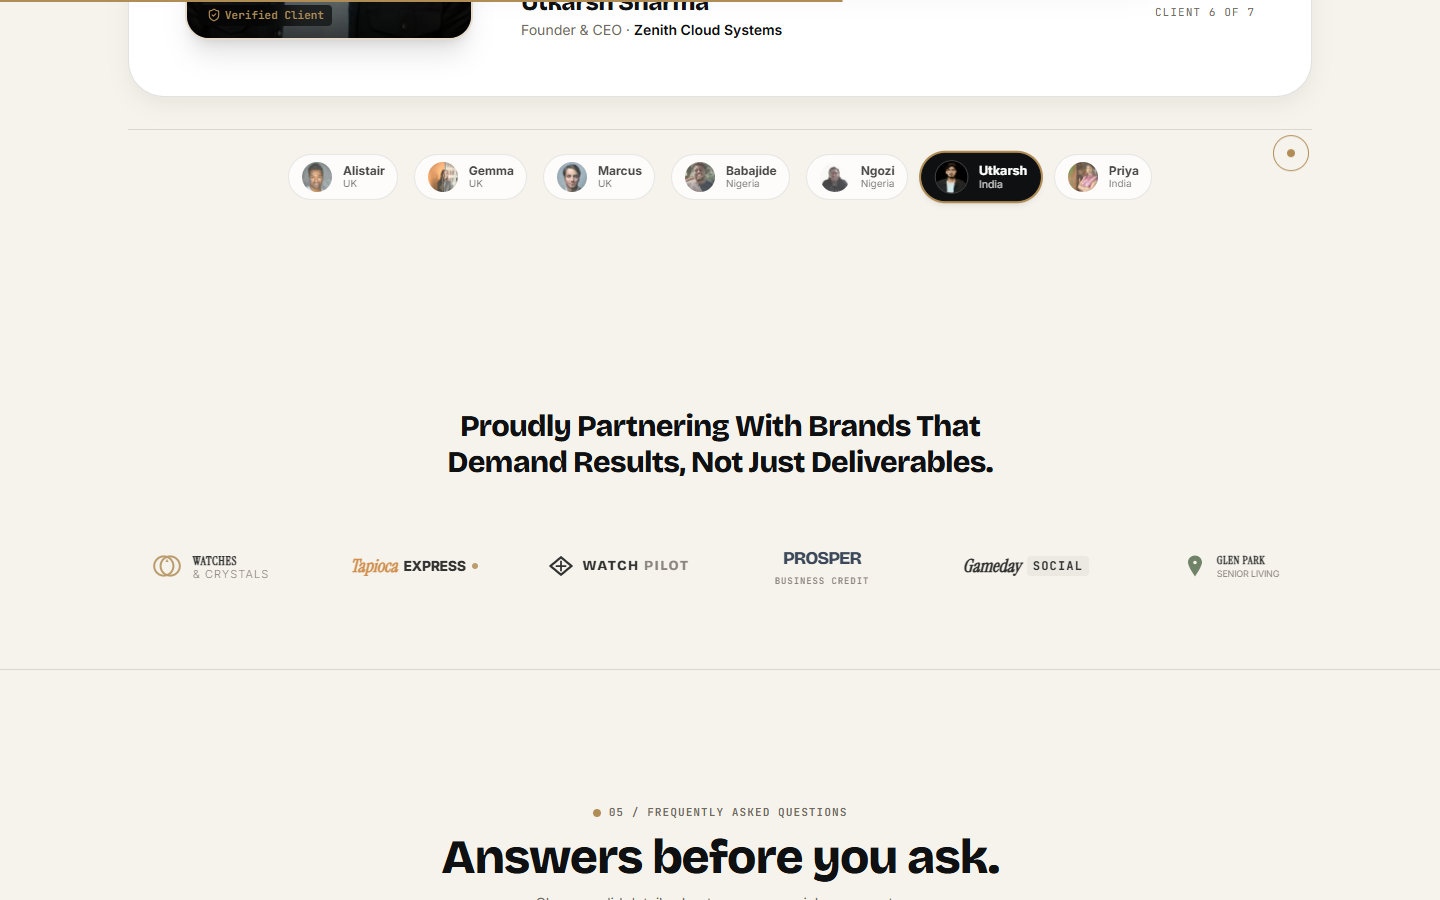 Verified Client
Utkarsh Sharma
Founder & CEO · Zenith Cloud Systems
CLIENT 6 OF 7
Alistair
UK
Gemma
UK
Marcus
UK
Babajide
Nigeria
Ngozi
Nigeria
Utkarsh
India
Priya
India
Proudly Partnering With Brands That
Demand Results, Not Just Deliverables.
WATCHES
& CRYSTALS
Tapioca EXPRESS
WATCH PILOT
PROSPER
BUSINESS CREDIT
Gameday SOCIAL
GLEN PARK
SENIOR LIVING
05 / FREQUENTLY ASKED QUESTIONS
Answers before you ask.